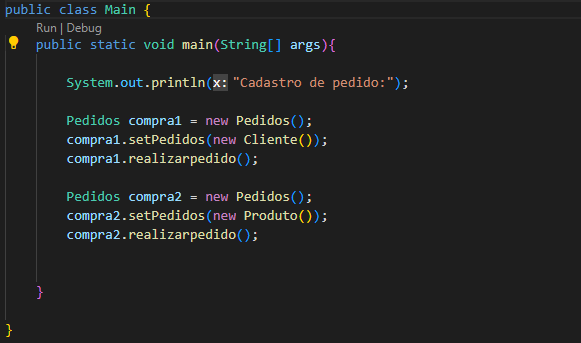 public class Main {
Run | Debug
public static void main(String[] args){
System.out.println(x: "Cadastro de pedido:");
Pedidos compra1 = new Pedidos();
compra1.setPedidos(new Cliente());
compra1.realizarpedido();
Pedidos compra2 = new Pedidos();
compra2.setPedidos(new Produto());
compra2.realizarpedido();
}
}